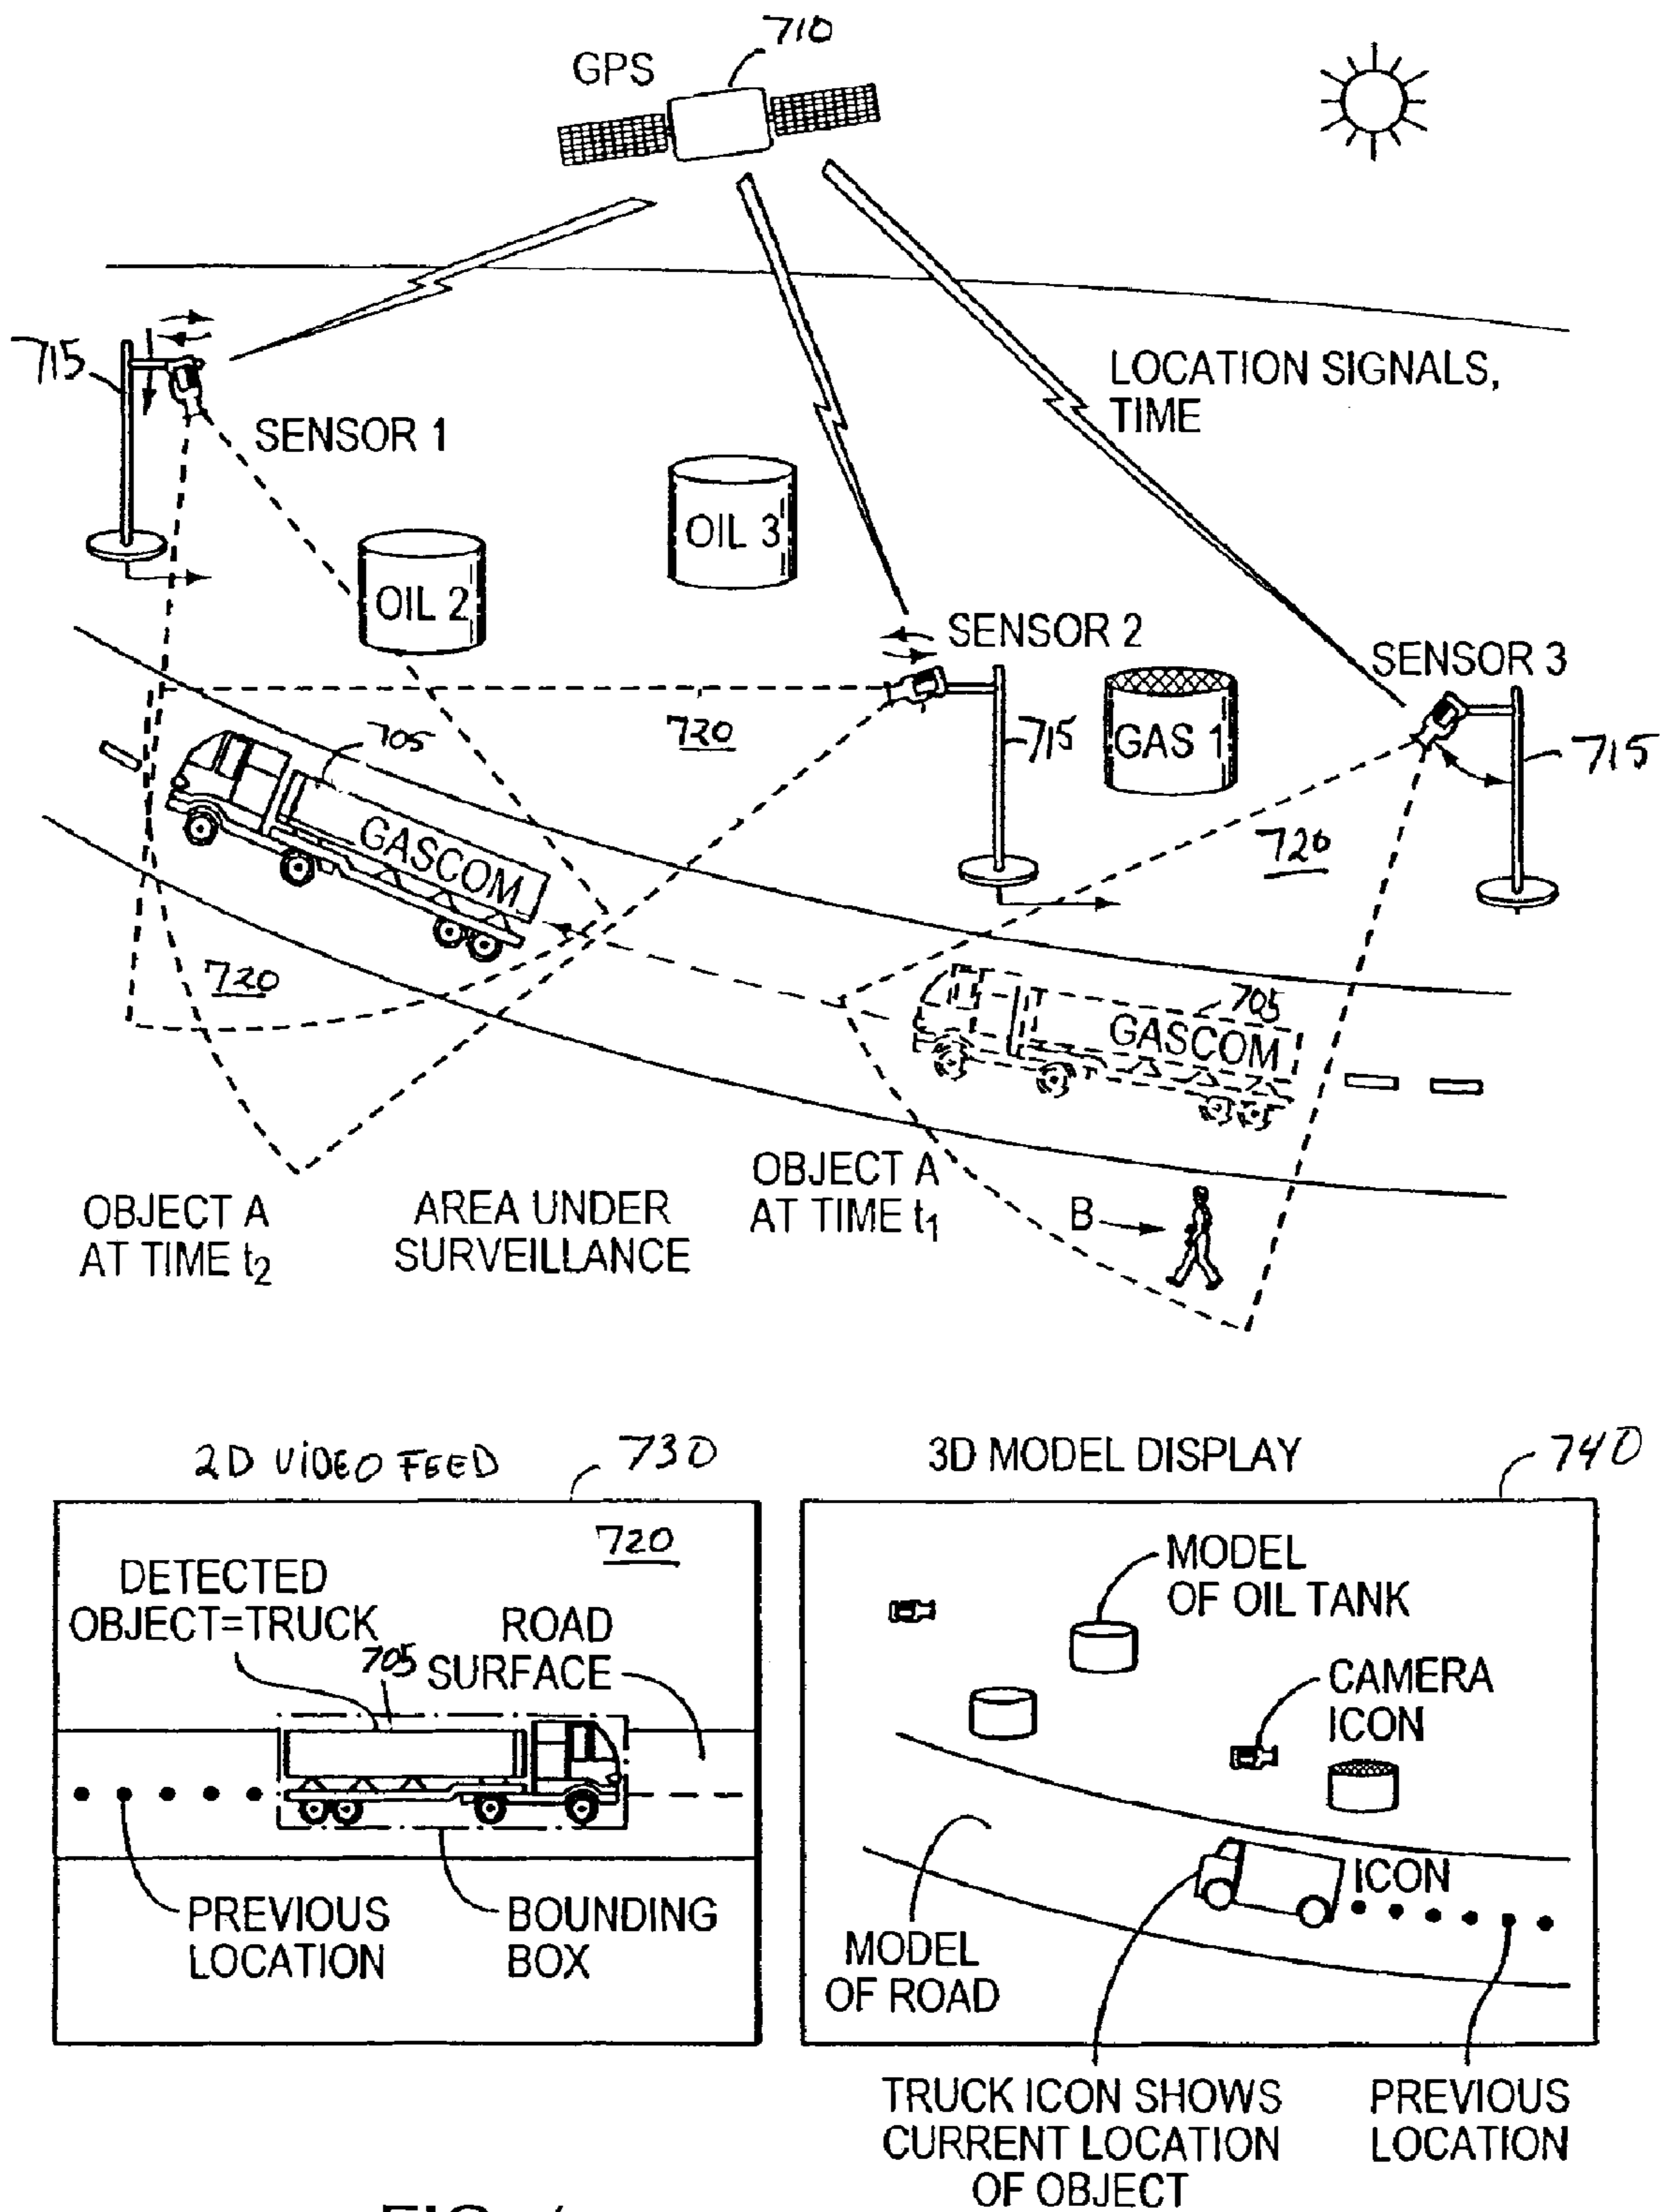 710
GPS
LOCATION SIGNALS,
TIME
715
SENSOR 1
OIL 3
OIL 2
SENSOR 2
SENSOR 3
715
GAS 1
715
720
705
GASCOM
720
720
705
GASCOM
OBJECT A
AT TIME t2
AREA UNDER
SURVEILLANCE
OBJECT A
AT TIME t1
B
2D VIDEO FEED
730
720
DETECTED
OBJECT=TRUCK
705
ROAD
SURFACE
PREVIOUS
LOCATION
BOUNDING
BOX
3D MODEL DISPLAY
740
MODEL
OF OIL TANK
CAMERA
ICON
ICON
MODEL
OF ROAD
TRUCK ICON SHOWS
CURRENT LOCATION
OF OBJECT
PREVIOUS
LOCATION